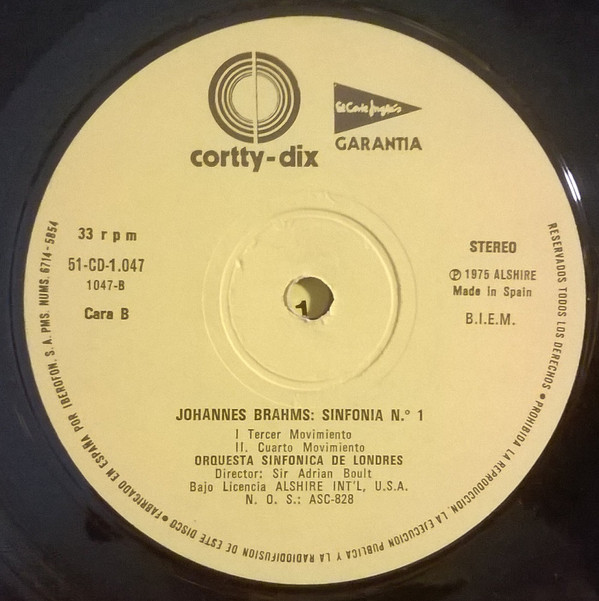 cortty-dix
El Corte Inglés
GARANTIA
33 rpm
51-CD-1.047
1047-B
Cara B
STEREO
Ⓟ 1975 ALSHIRE
Made in Spain
B.I.E.M.
1
JOHANNES BRAHMS: SINFONIA N.° 1
I Tercer Movimiento
II. Cuarto Movimiento
ORQUESTA SINFONICA DE LONDRES
Director: Sir Adrian Boult
Bajo Licencia ALSHIRE INT'L, U.S.A.
N. O. S.: ASC-828
RESERVADOS TODOS LOS DERECHOS • PROHIBIDA LA REPRODUCCION, LA EJECUCION PUBLICA Y LA RADIODIFUSION DE ESTE DISCO • FABRICADO EN ESPAÑA POR IBEROFON, S. A. PMS. NUMS. 6714 - 5854